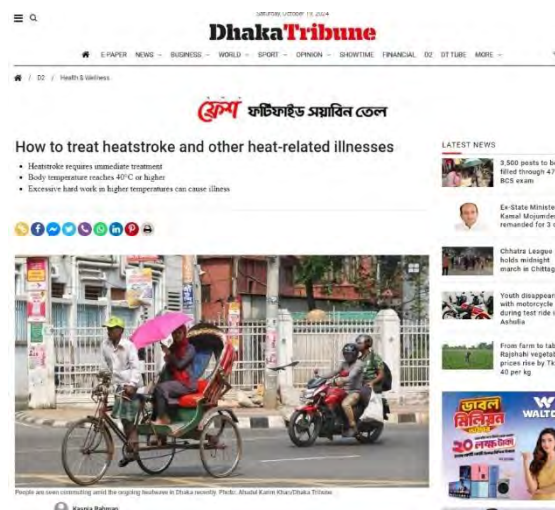 Saturday, October 19, 2024
DhakaTribune
E-PAPER NEWS BUSINESS WORLD SPORT OPINION SHOWTIME FINANCIAL D2 DT TUBE MORE
/ D2 / Health & Wellness
ফ্রেশ ফর্টিফাইড সয়াবিন তেল
How to treat heatstroke and other heat-related illnesses
• Heatstroke requires immediate treatment
• Body temperature reaches 40°C or higher
• Excessive hard work in higher temperatures can cause illness
People are seen commuting amid the ongoing heatwave in Dhaka recently. Photo: Ahadul Karim Khan/Dhaka Tribune
Rahman
LATEST NEWS
3,500 posts to be
filled through 47
BCS exam
Ex-State Ministe
Kamal Mojumder
remanded for 3
Chhatra League
holds midnight
march in Chittag
Youth disappear
with motorcycle
during test ride i
Ashulia
From farm to tab
Rajshahi vegetab
prices rise by Tk
40 per kg
ডাবল
মিলিয়ন
২০ লক্ষ টাকা
W
WALTO